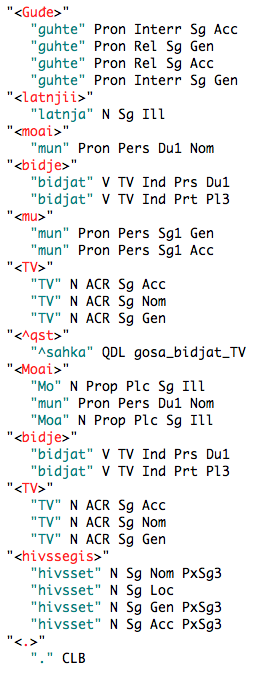 "<Guđe>"
"guhte" Pron Interr Sg Acc
"guhte" Pron Rel Sg Gen
"guhte" Pron Rel Sg Acc
"guhte" Pron Interr Sg Gen
"<latnjii>"
"latnja" N Sg Ill
"<moai>"
"mun" Pron Pers Du1 Nom
"<bidje>"
"bidjat" V TV Ind Prs Du1
"bidjat" V TV Ind Prt Pl3
"<mu>"
"mun" Pron Pers Sg1 Gen
"mun" Pron Pers Sg1 Acc
"<TV>"
"TV" N ACR Sg Acc
"TV" N ACR Sg Nom
"TV" N ACR Sg Gen
"<^qst>"
"^sahka" QDL gosa_bidjat_TV
"<Moai>"
"Mo" N Prop Plc Sg Ill
"mun" Pron Pers Du1 Nom
"Moa" N Prop Plc Sg Ill
"<bidje>"
"bidjat" V TV Ind Prs Du1
"bidjat" V TV Ind Prt Pl3
"<TV>"
"TV" N ACR Sg Acc
"TV" N ACR Sg Nom
"TV" N ACR Sg Gen
"<hivssegis>"
"hivsset" N Sg Nom PxSg3
"hivsset" N Sg Loc
"hivsset" N Sg Gen PxSg3
"hivsset" N Sg Acc PxSg3
"<.>"
"." CLB